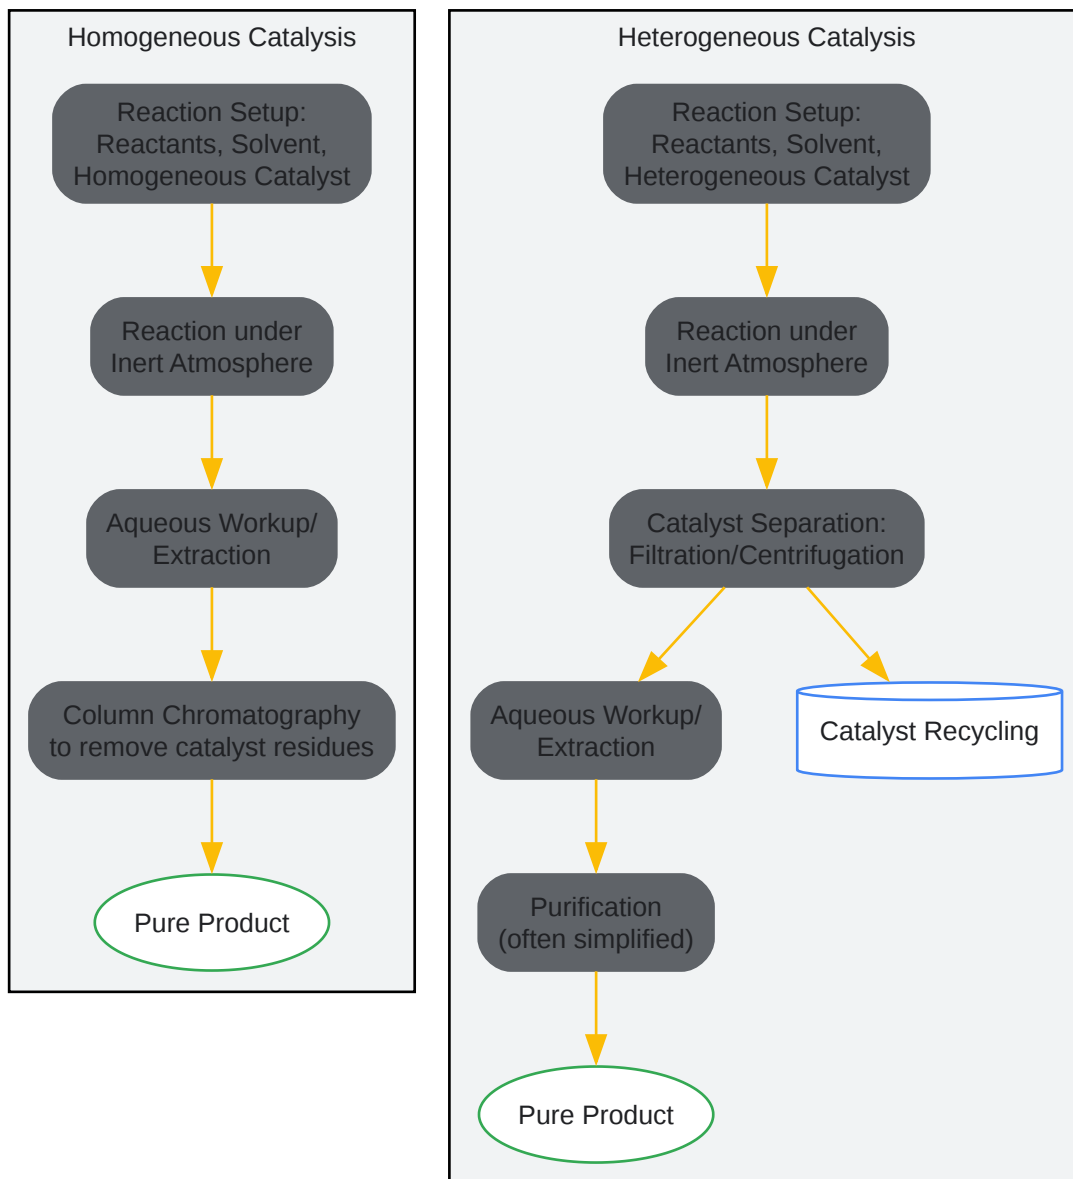 Homogeneous Catalysis
Reaction Setup:
Reactants, Solvent,
Homogeneous Catalyst
Reaction under
Inert Atmosphere
Aqueous Workup/
Extraction
Column Chromatography
to remove catalyst residues
Pure Product
Heterogeneous Catalysis
Reaction Setup:
Reactants, Solvent,
Heterogeneous Catalyst
Reaction under
Inert Atmosphere
Catalyst Separation:
Filtration/Centrifugation
Aqueous Workup/
Extraction
Catalyst Recycling
Purification
(often simplified)
Pure Product